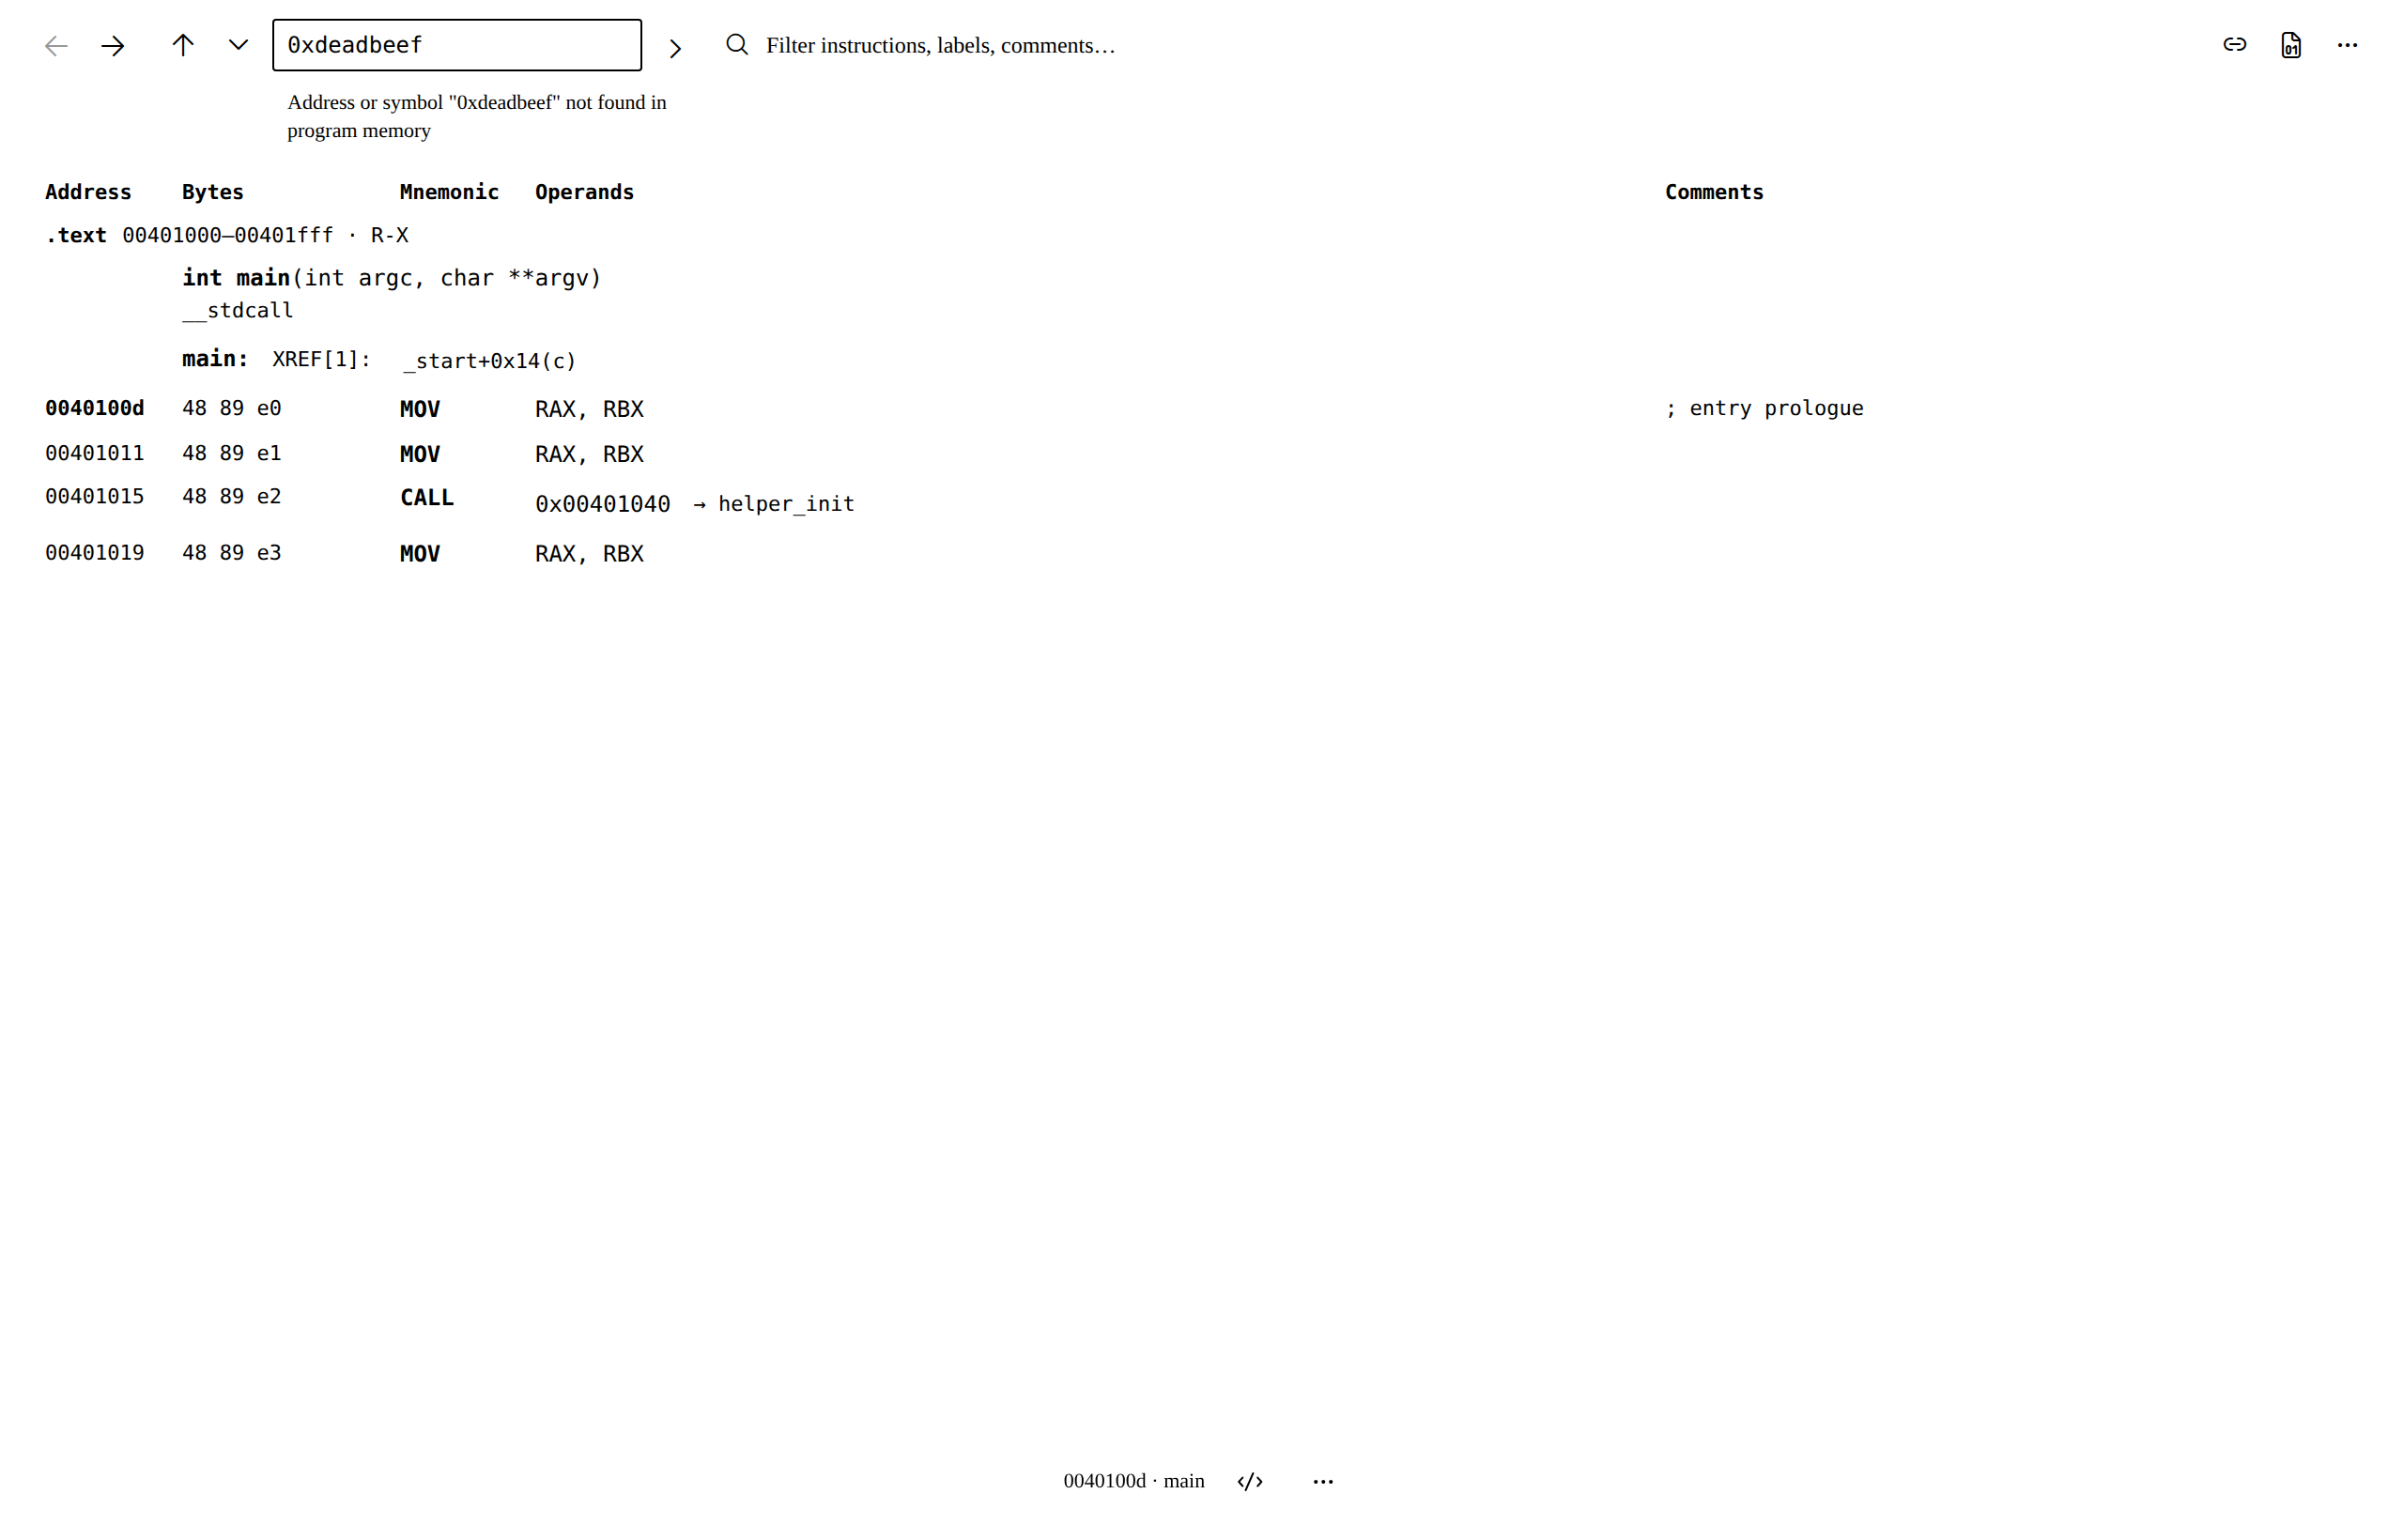 0xdeadbeef
Filter instructions, labels, comments…
01
Address or symbol "0xdeadbeef" not found in
program memory
Address Bytes Mnemonic Operands Comments
.text 00401000–00401fff · R-X
int main(int argc, char **argv)
__stdcall
main: XREF[1]: _start+0x14(c)
0040100d 48 89 e0 MOV RAX, RBX ; entry prologue
00401011 48 89 e1 MOV RAX, RBX
00401015 48 89 e2 CALL 0x00401040 → helper_init
00401019 48 89 e3 MOV RAX, RBX
0040100d · main